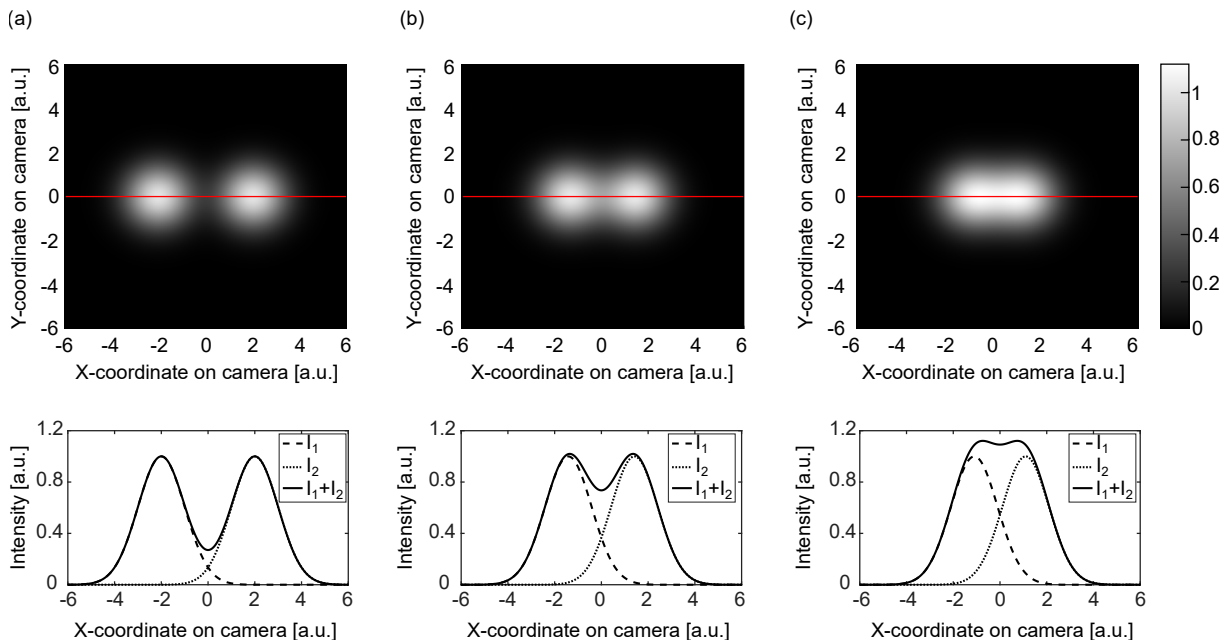 (a)
(b)
(c)
6
4
2
0
-2
-4
-6
Y-coordinate on camera [a.u.]
-6 -4 -2 0 2 4 6
X-coordinate on camera [a.u.]
6
4
2
0
-2
-4
-6
Y-coordinate on camera [a.u.]
-6 -4 -2 0 2 4 6
X-coordinate on camera [a.u.]
6
4
2
0
-2
-4
-6
Y-coordinate on camera [a.u.]
-6 -4 -2 0 2 4 6
X-coordinate on camera [a.u.]
1
0.8
0.6
0.4
0.2
0
1.2
0.8
0.4
0
Intensity [a.u.]
I1
I2
I1+I2
-6 -4 -2 0 2 4 6
X-coordinate on camera [a.u.]
1.2
0.8
0.4
0
Intensity [a.u.]
I1
I2
I1+I2
-6 -4 -2 0 2 4 6
X-coordinate on camera [a.u.]
1.2
0.8
0.4
0
Intensity [a.u.]
I1
I2
I1+I2
-6 -4 -2 0 2 4 6
X-coordinate on camera [a.u.]